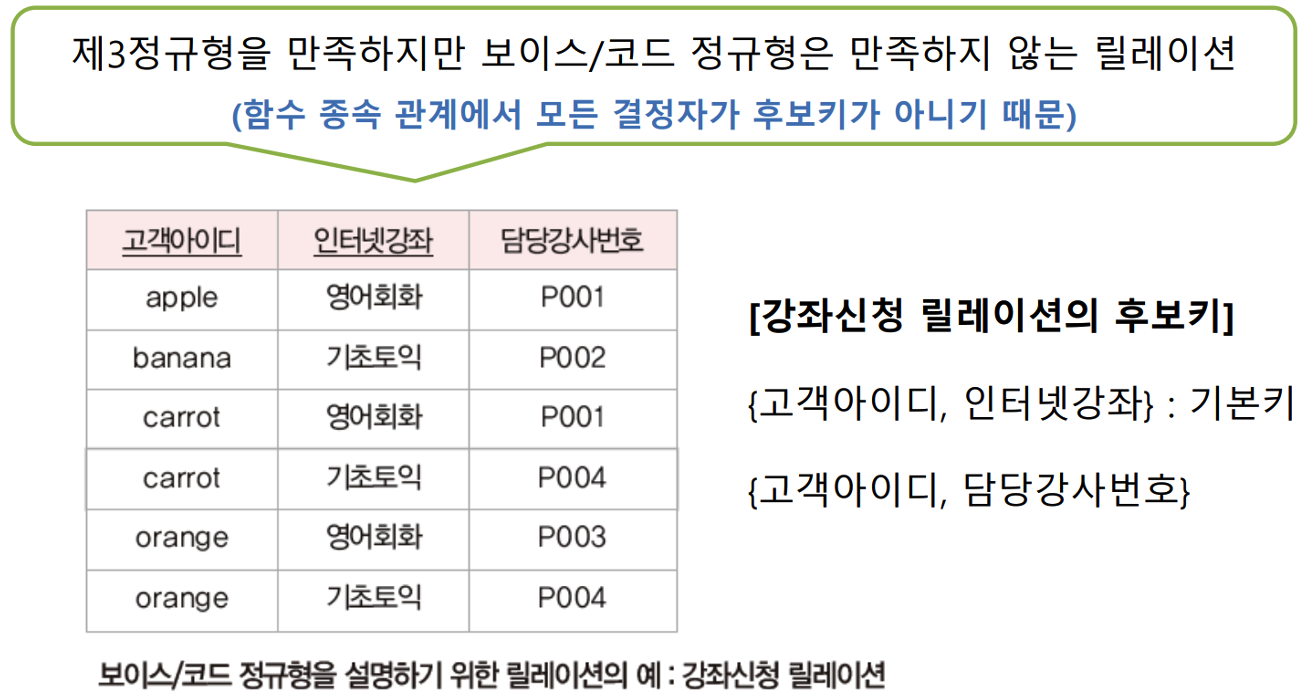 제3정규형을 만족하지만 보이스/코드 정규형은 만족하지 않는 릴레이션
(함수 종속 관계에서 모든 결정자가 후보키가 아니기 때문)
고객아이디 인터넷강좌 담당강사번호
apple 영어회화 P001
banana 기초토익 P002
carrot 영어회화 P001
carrot 기초토익 P004
orange 영어회화 P003
orange 기초토익 P004
[강좌신청 릴레이션의 후보키]
{고객아이디, 인터넷강좌} : 기본키
{고객아이디, 담당강사번호}
보이스/코드 정규형을 설명하기 위한 릴레이션의 예 : 강좌신청 릴레이션